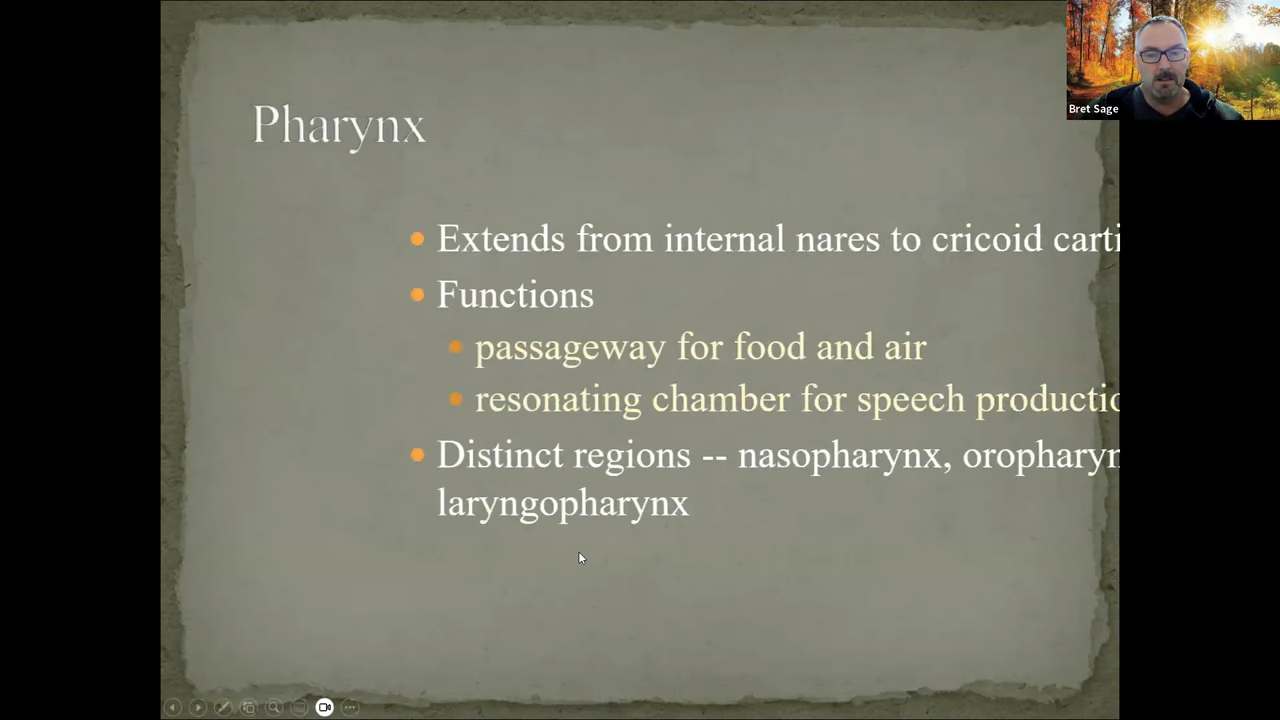 Pharynx
Extends from internal nares to cricoid carti
Functions
passageway for food and air
resonating chamber for speech productio
Distinct regions -- nasopharynx, oropharyn
laryngopharynx
Bret Sage